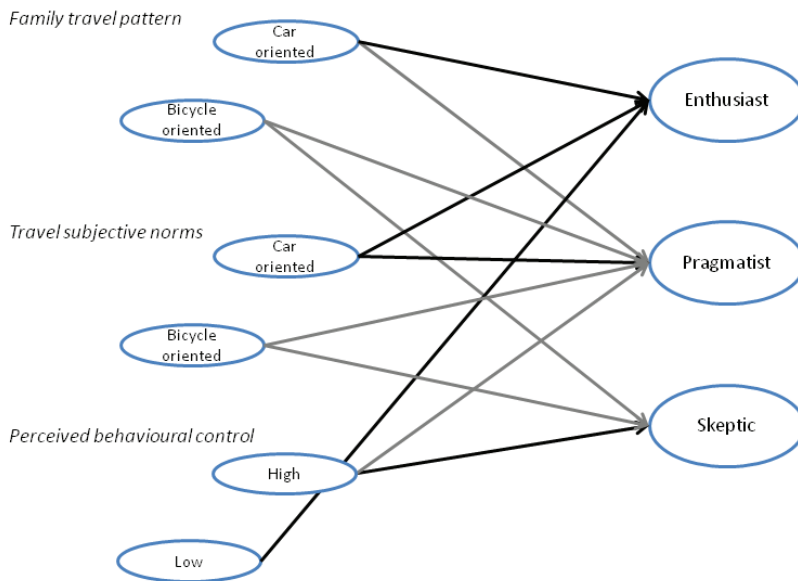 Family travel pattern
Car
oriented
Enthusiast
Bicycle
oriented
Travel subjective norms
Car
oriented
Pragmatist
Bicycle
oriented
Skeptic
Perceived behavioural control
High
Low